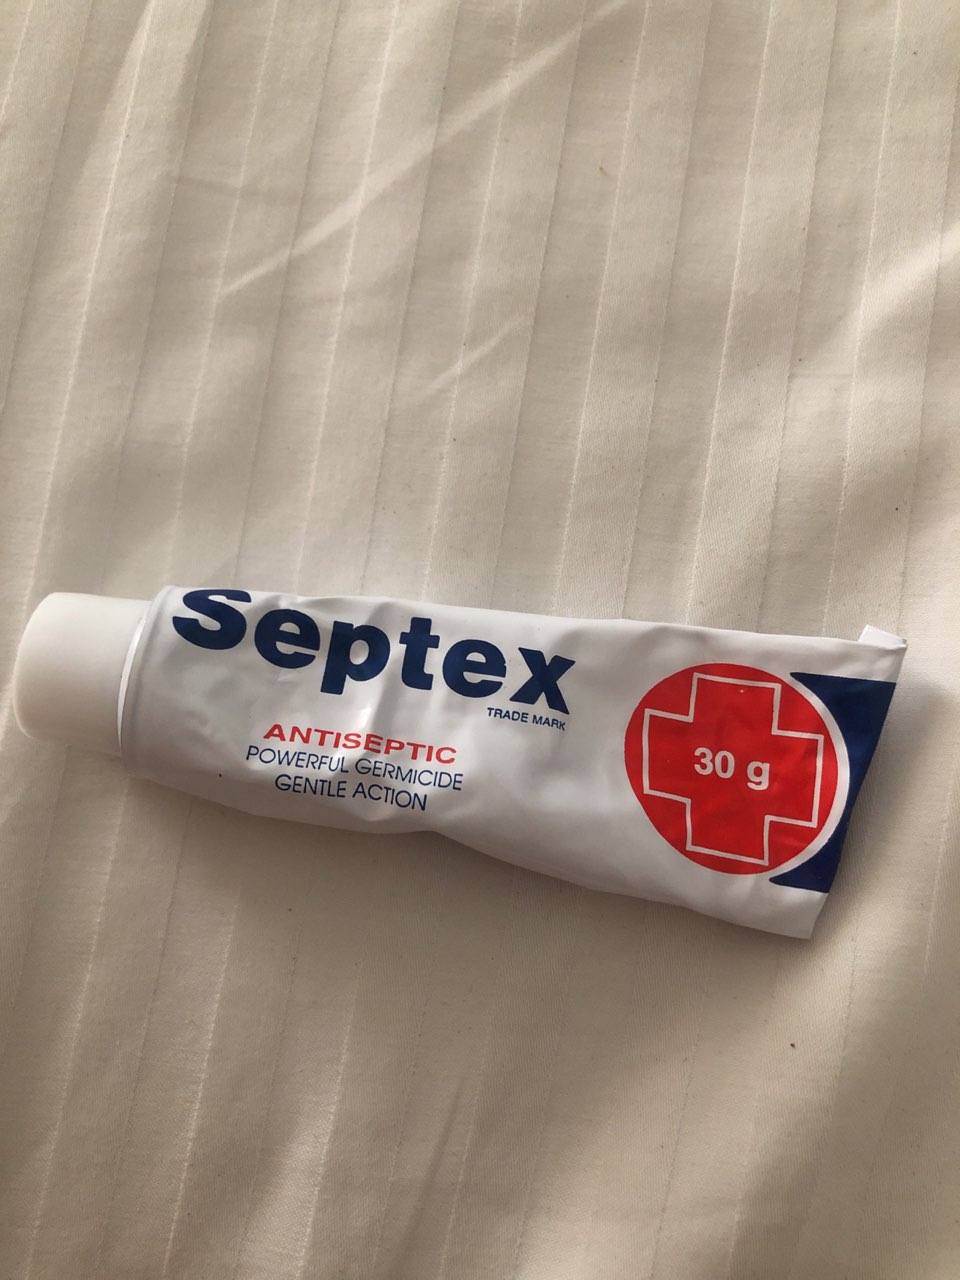 Septex
TRADE MARK
ANTISEPTIC
POWERFUL GERMICIDE
GENTLE ACTION
30 g